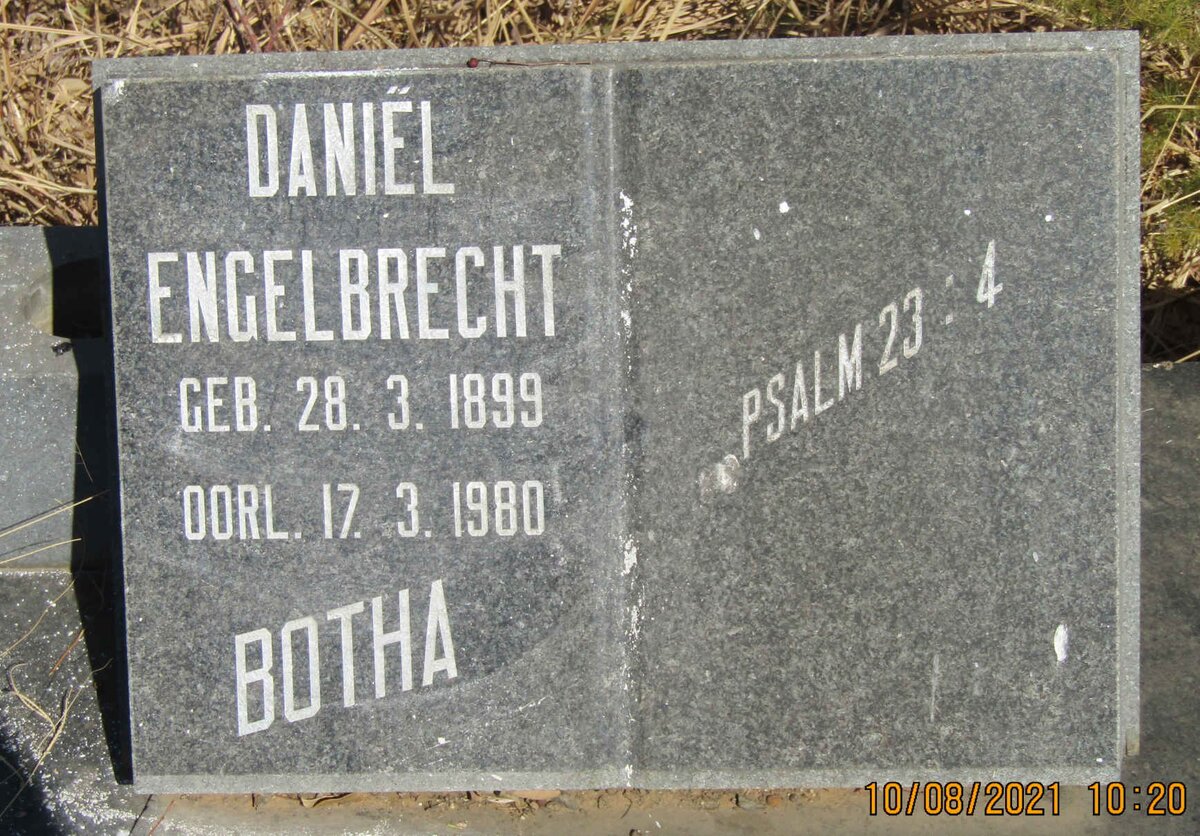 DANIËL
ENGELBRECHT
GEB. 28. 3. 1899
OORL. 17. 3. 1980
BOTHA
PSALM 23 : 4
10/08/2021 10:20